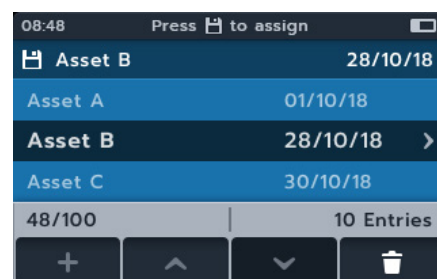 08:48 Press to assign
Asset B 28/10/18
Asset A 01/10/18
Asset B 28/10/18
Asset C 30/10/18
48/100 10 Entries